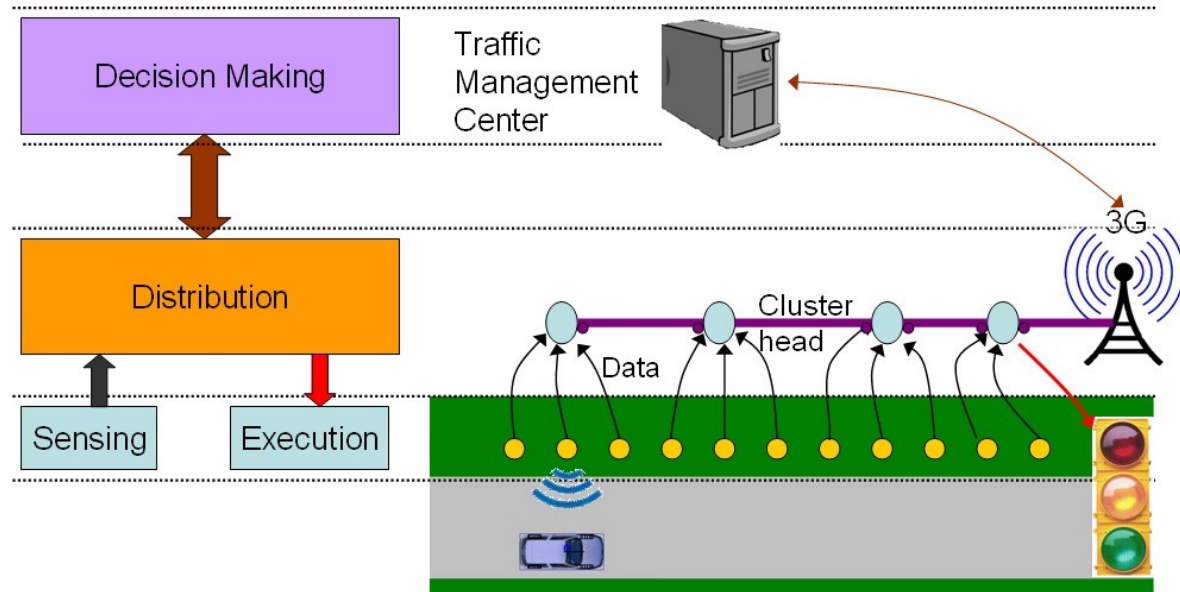 Decision Making
Traffic
Management
Center
3G
Distribution
Cluster
head
Data
Sensing
Execution